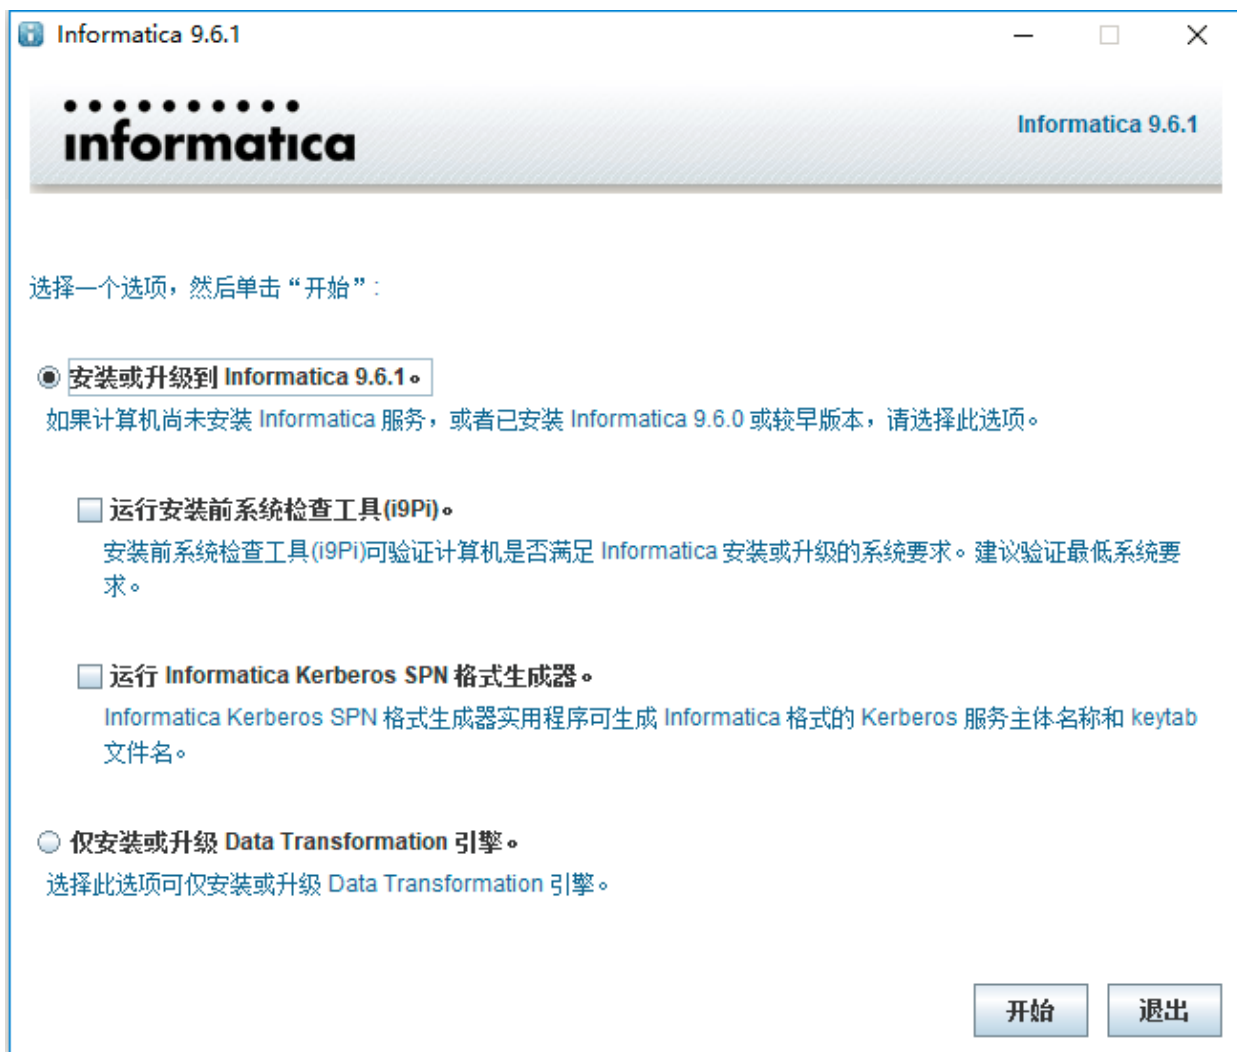 Informatica 9.6.1
informatica
Informatica 9.6.1
选择一个选项，然后单击“开始”：
安装或升级到 Informatica 9.6.1。
如果计算机尚未安装 Informatica 服务，或者已安装 Informatica 9.6.0 或较早版本，请选择此选项。
运行安装前系统检查工具(i9Pi)。
安装前系统检查工具(i9Pi)可验证计算机是否满足 Informatica 安装或升级的系统要求。建议验证最低系统要
求。
运行 Informatica Kerberos SPN 格式生成器。
Informatica Kerberos SPN 格式生成器实用程序可生成 Informatica 格式的 Kerberos 服务主体名称和 keytab
文件名。
仅安装或升级 Data Transformation 引擎。
选择此选项可仅安装或升级 Data Transformation 引擎。
开始
退出